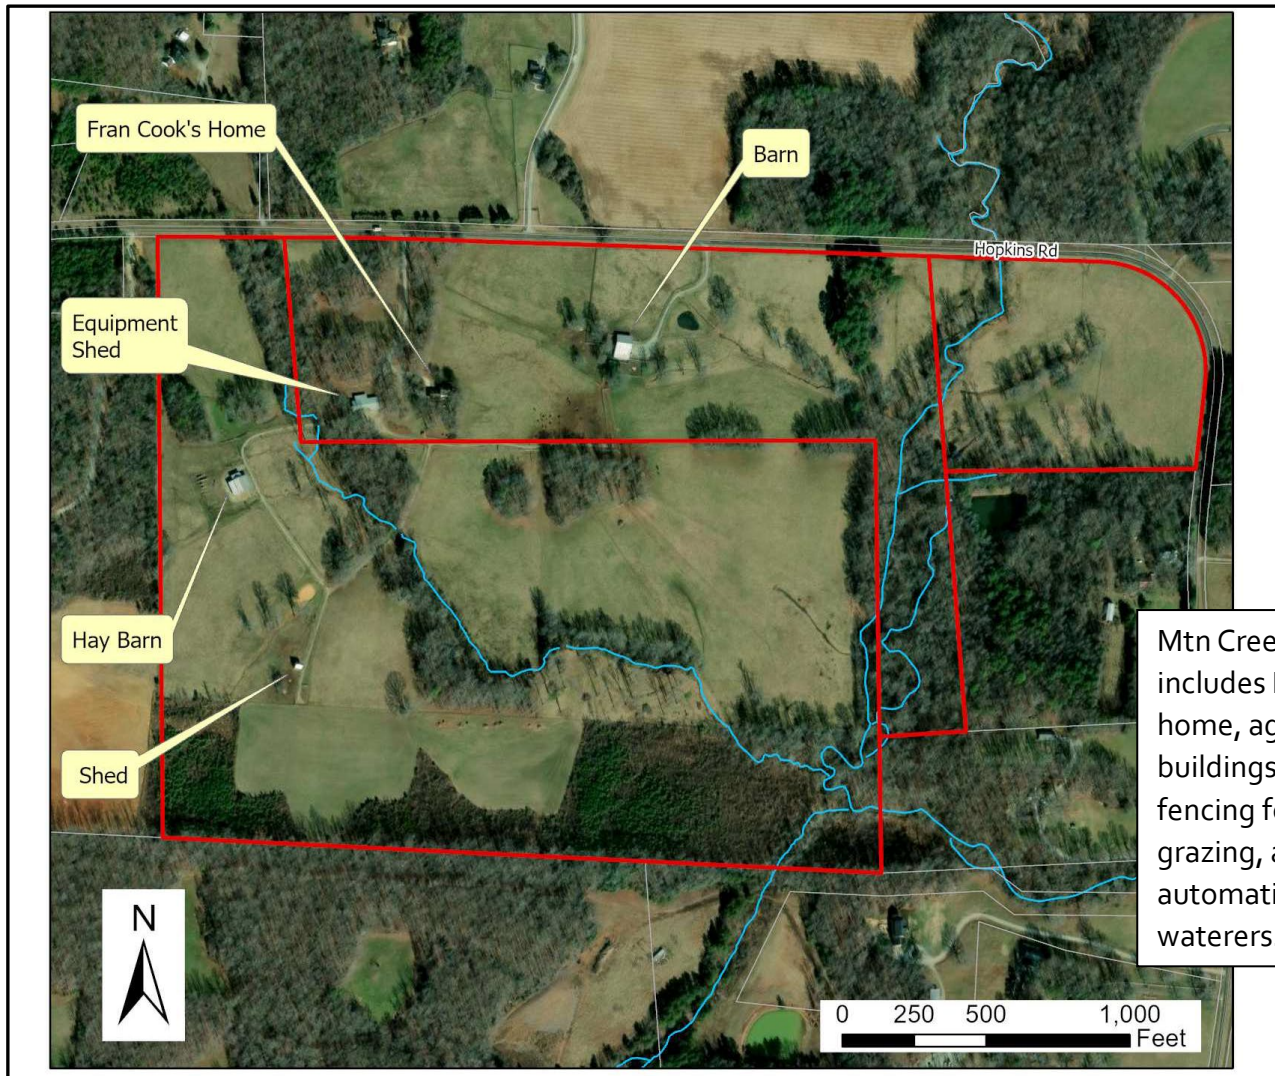 Fran Cook's Home
Barn
Hopkins Rd
Equipment
Shed
Hay Barn
Shed
Mtn Cree
includes
home, ag
buildings
fencing fo
grazing, a
automati
waterers
N
0 250 500 1,000
Feet